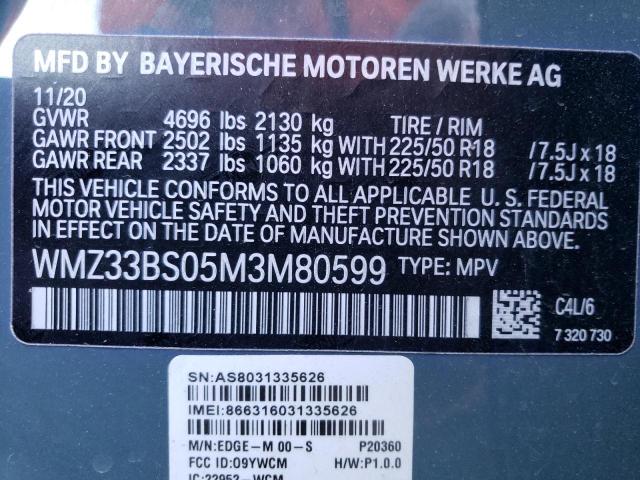 MFD BY BAYERISCHE MOTOREN WERKE AG
11/20
GVWR 4696 lbs 2130 kg TIRE / RIM
GAWR FRONT 2502 lbs 1135 kg WITH 225/50 R18 /7.5J x 18
GAWR REAR 2337 lbs 1060 kg WITH 225/50 R18 /7.5J x 18
THIS VEHICLE CONFORMS TO ALL APPLICABLE U. S. FEDERAL
MOTOR VEHICLE SAFETY AND THEFT PREVENTION STANDARDS
IN EFFECT ON THE DATE OF MANUFACTURE SHOWN ABOVE.
WMZ33BS05M3M80599 TYPE: MPV
C4L/6
7 320 730
SN:AS8031335626
IMEI:866316031335626
M/N:EDGE-M 00-S P20360
FCC ID:O9YWCM H/W:P1.0.0
IC:22952-WCM